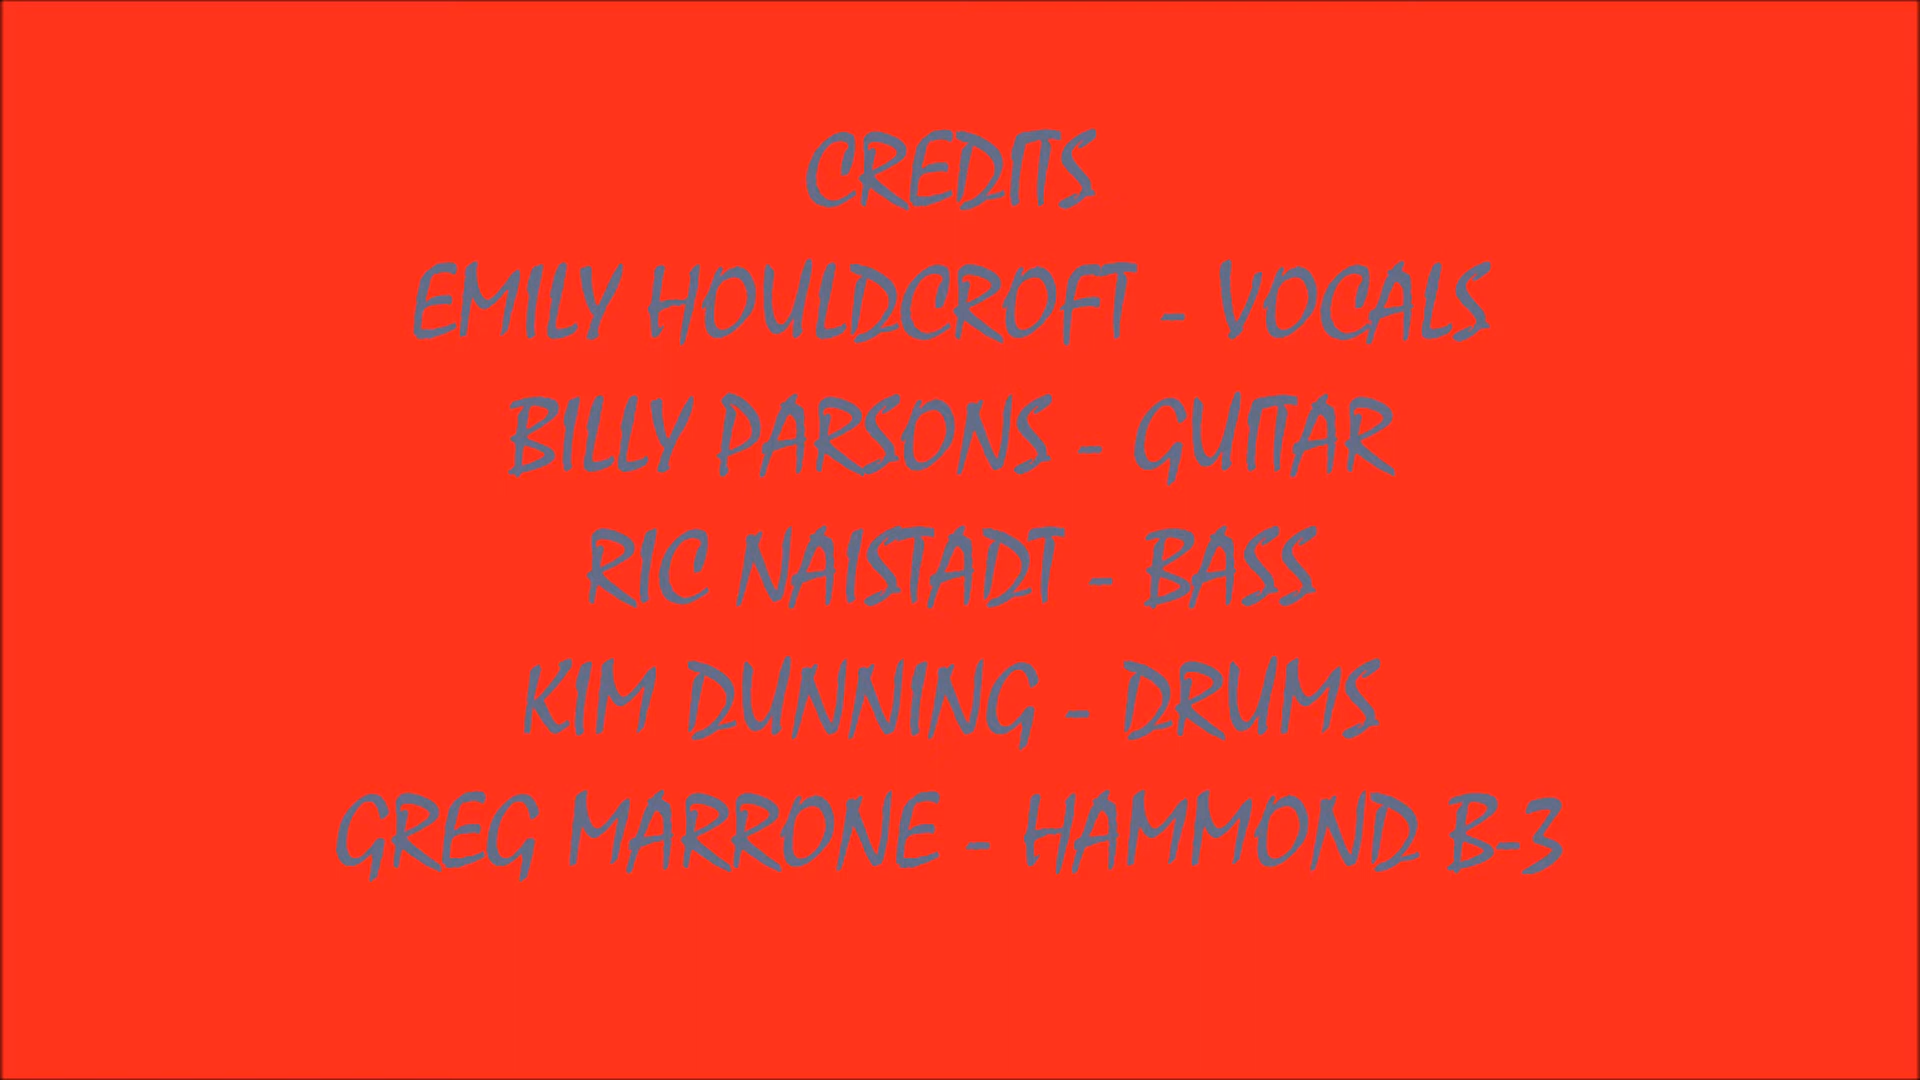 CREDITS
EMILY HOULDCROFT - VOCALS
BILLY PARSONS - GUITAR
RIC NAISTADT - BASS
KIM DUNNING - DRUMS
GREG MARRONE - HAMMOND B-3